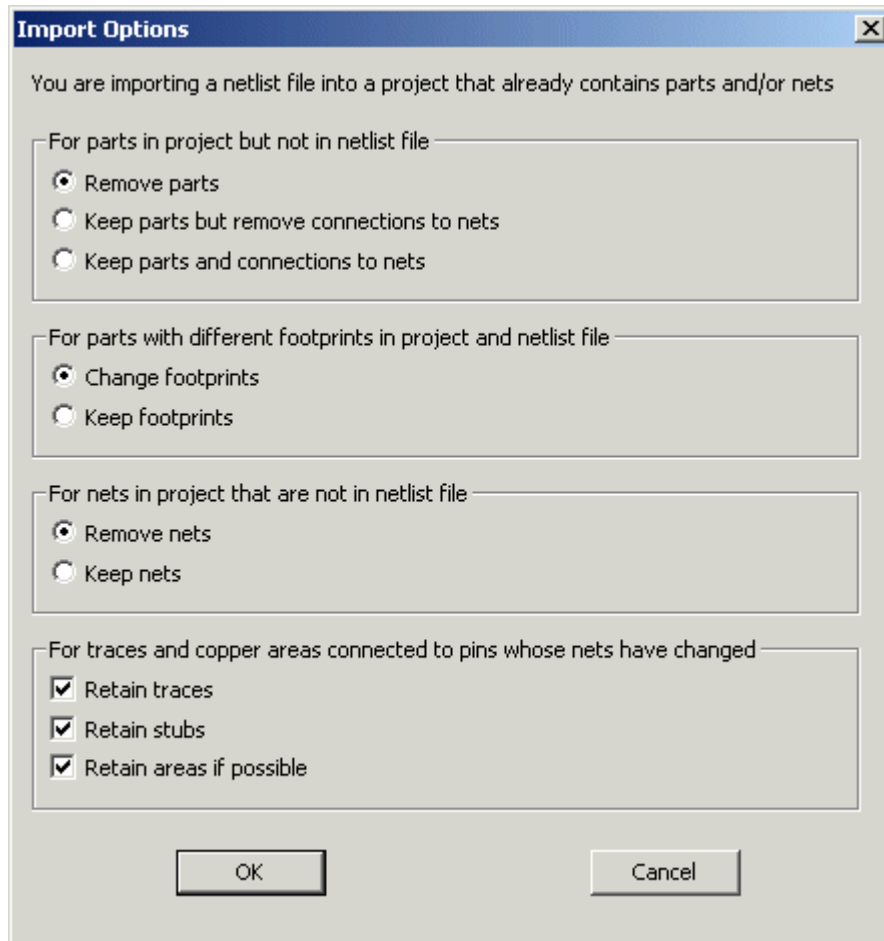 Import Options
You are importing a netlist file into a project that already contains parts and/or nets
For parts in project but not in netlist file
Remove parts
Keep parts but remove connections to nets
Keep parts and connections to nets
For parts with different footprints in project and netlist file
Change footprints
Keep footprints
For nets in project that are not in netlist file
Remove nets
Keep nets
For traces and copper areas connected to pins whose nets have changed
Retain traces
Retain stubs
Retain areas if possible
OK Cancel